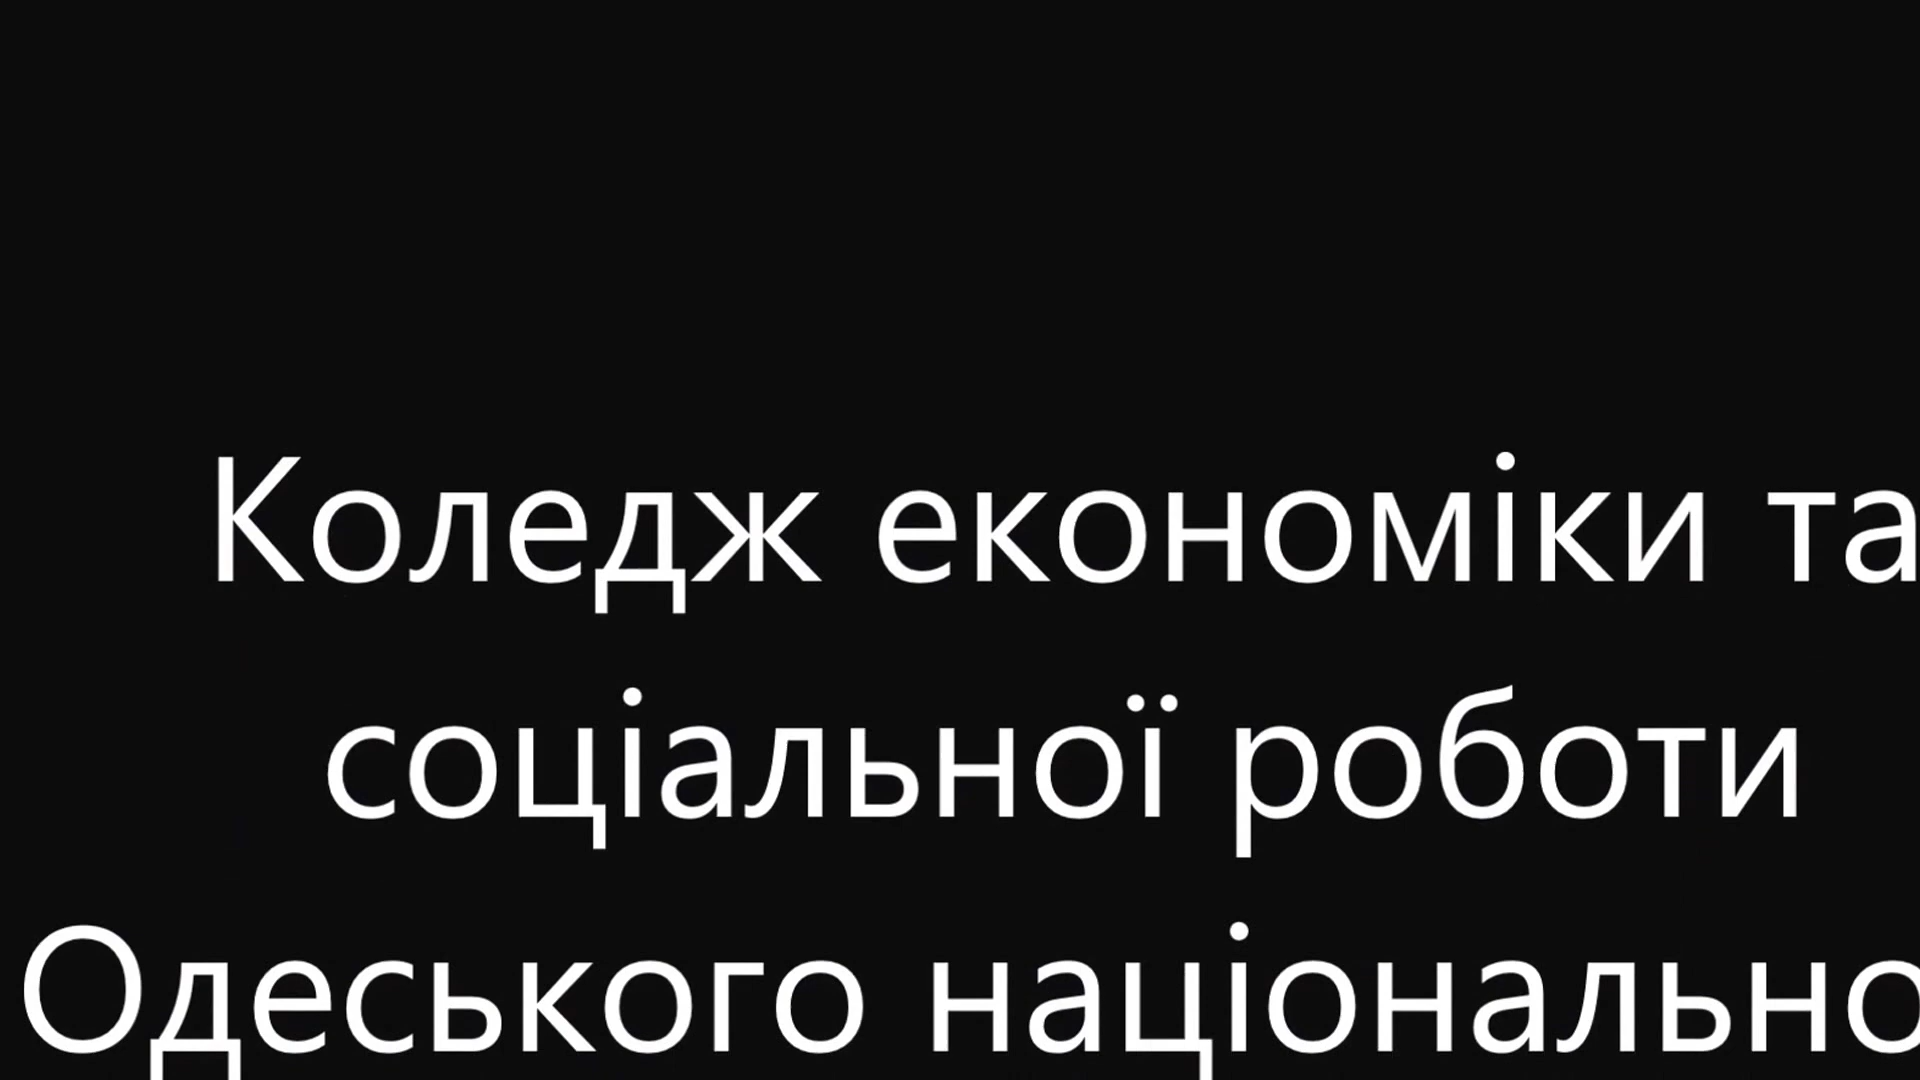 Коледж економіки та
соціальної роботи
Одеського національно